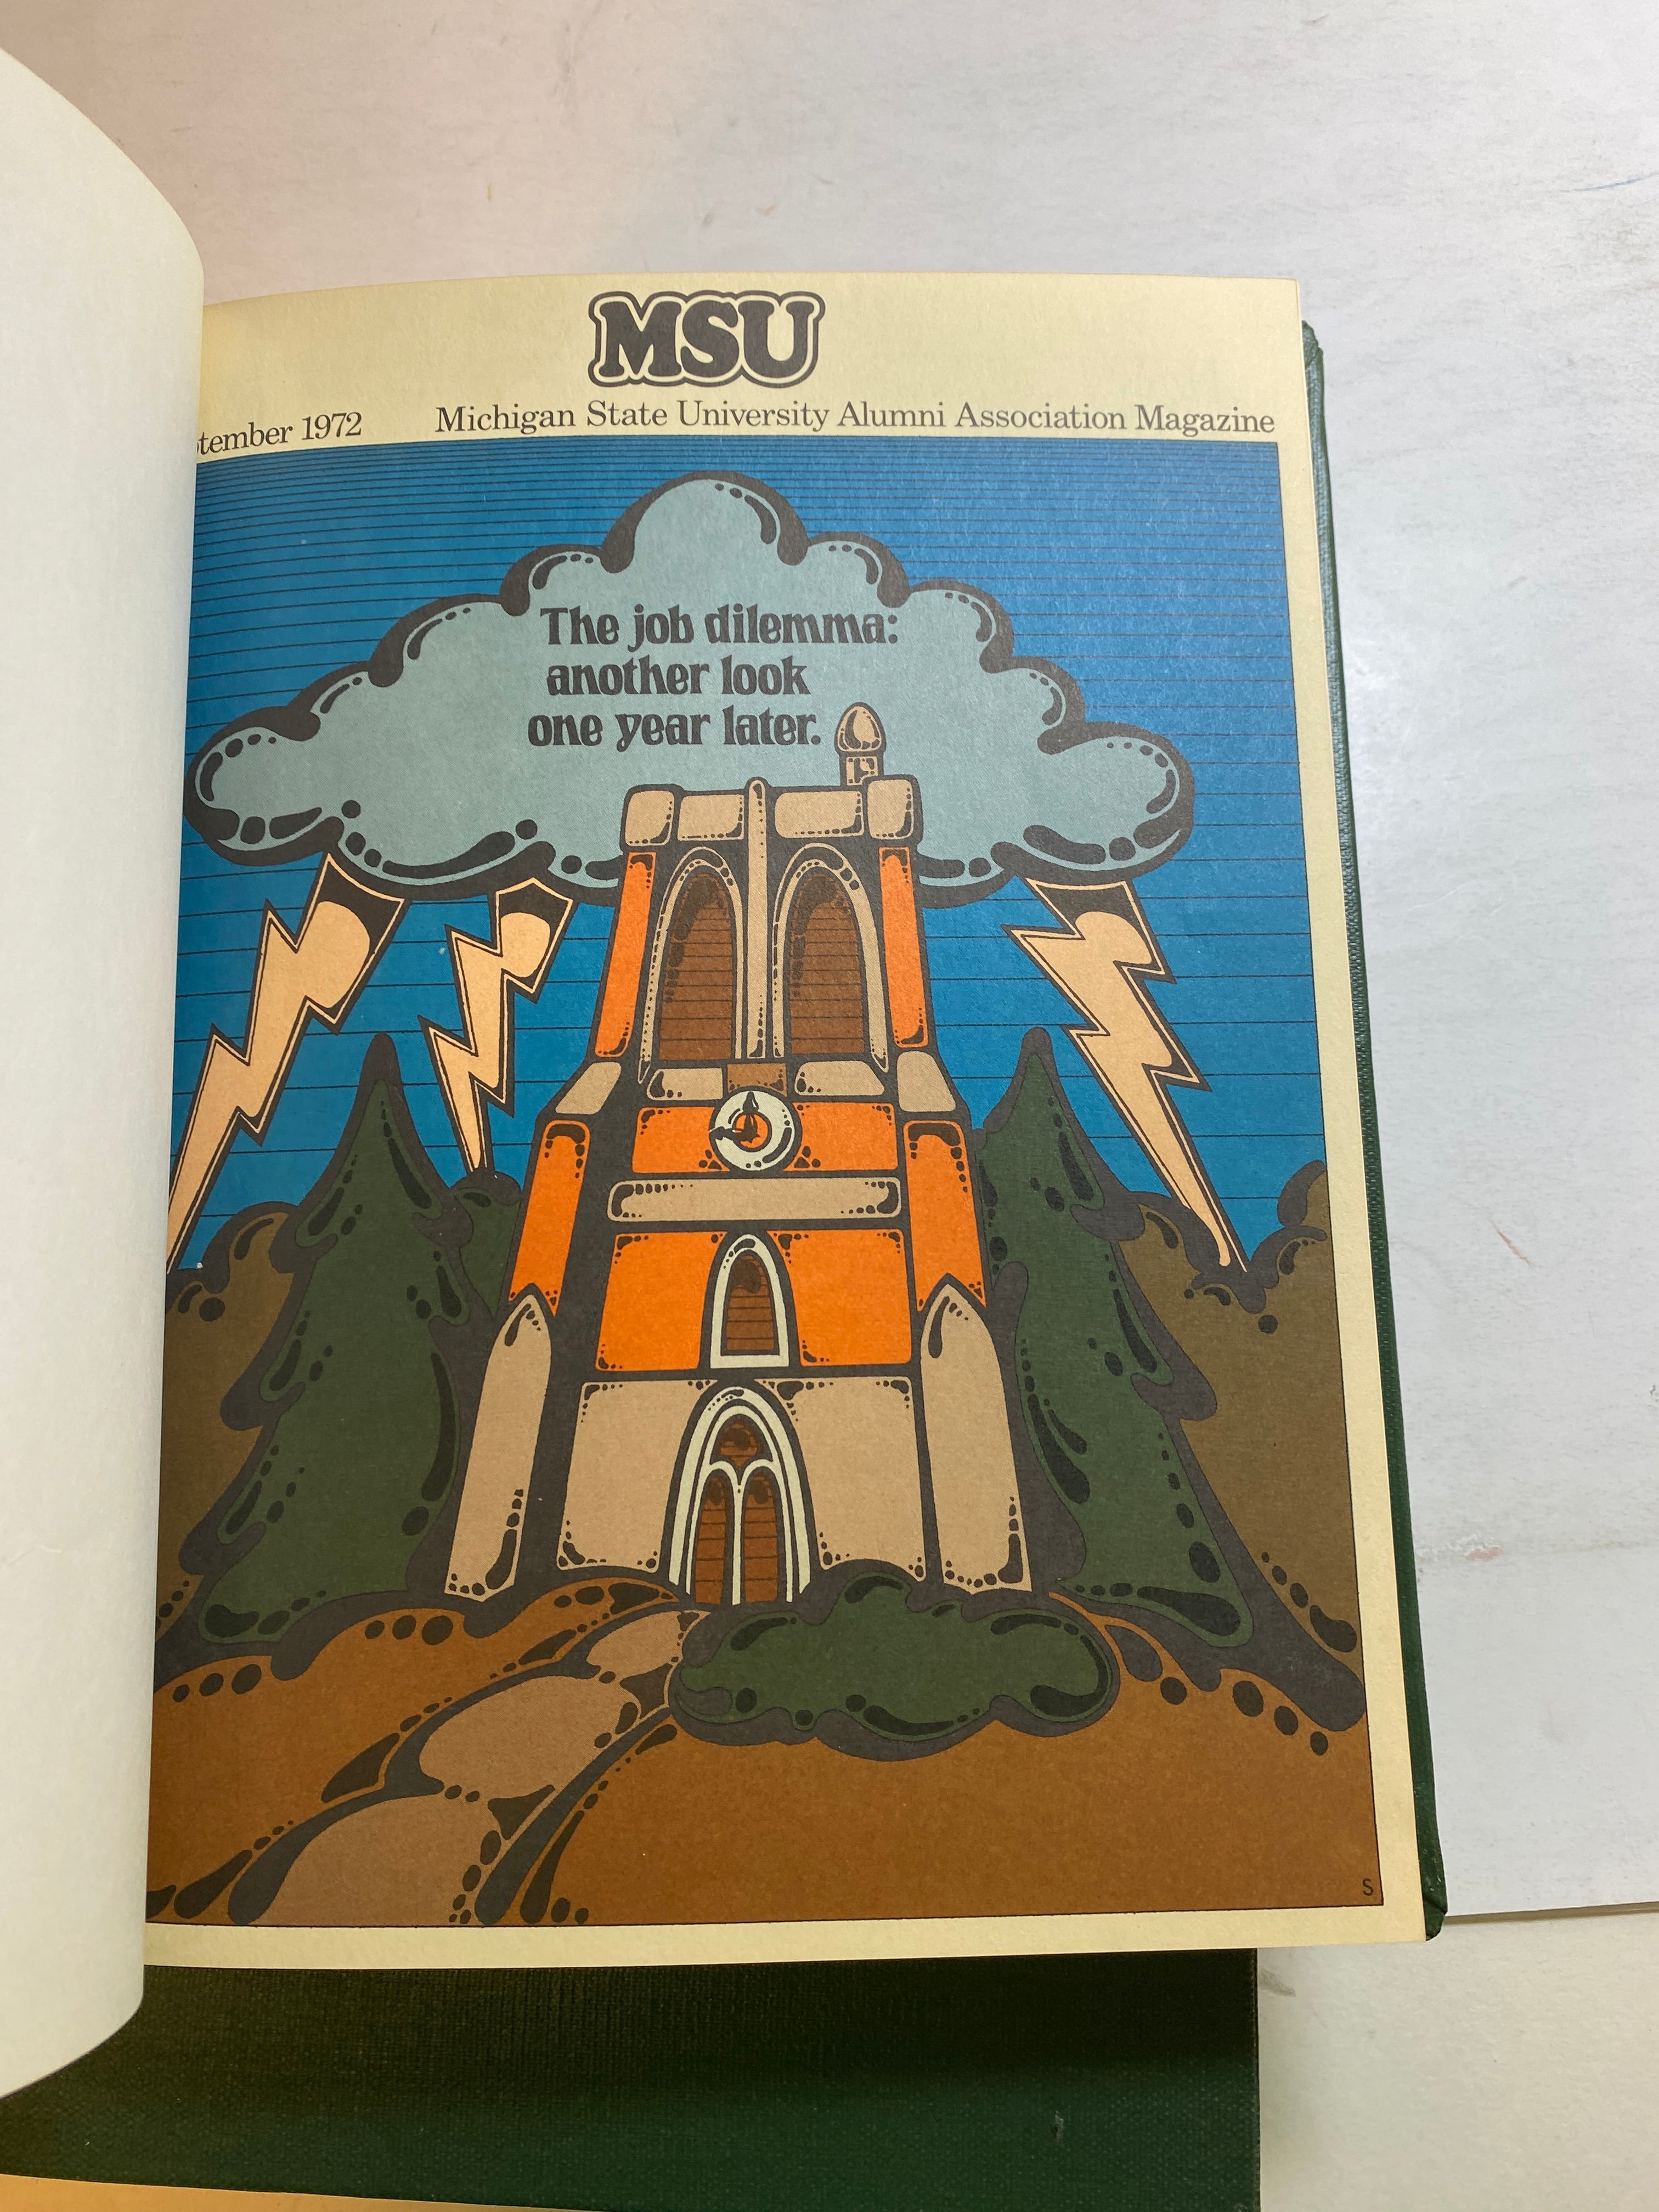 MSU
tember 1972 Michigan State University Alumni Association Magazine
The job dilemma:
another look
one year later.
S